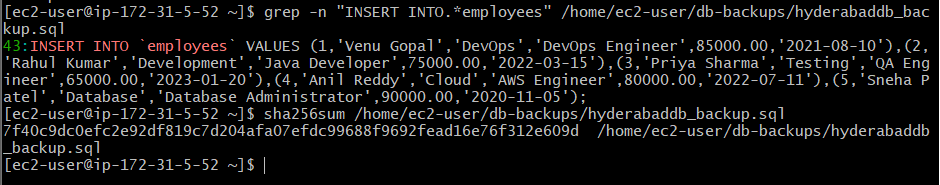 [ec2-user@ip-172-31-5-52 ~]$ grep -n "INSERT INTO.*employees" /home/ec2-user/db-backups/hyderabaddb_bac
kup.sql
43:INSERT INTO `employees` VALUES (1,'Venu Gopal','DevOps','DevOps Engineer',85000.00,'2021-08-10'),(2,
'Rahul Kumar','Development','Java Developer',75000.00,'2022-03-15'),(3,'Priya Sharma','Testing','QA Eng
ineer',65000.00,'2023-01-20'),(4,'Anil Reddy','Cloud','AWS Engineer',80000.00,'2022-07-11'),(5,'Sneha P
atel','Database','Database Administrator',90000.00,'2020-11-05');
[ec2-user@ip-172-31-5-52 ~]$ sha256sum /home/ec2-user/db-backups/hyderabaddb_backup.sql
7f40c9dc0efc2e92df819c7d204afa07efdc99688f9692fead16e76f312e609d  /home/ec2-user/db-backups/hyderabaddb
_backup.sql
[ec2-user@ip-172-31-5-52 ~]$